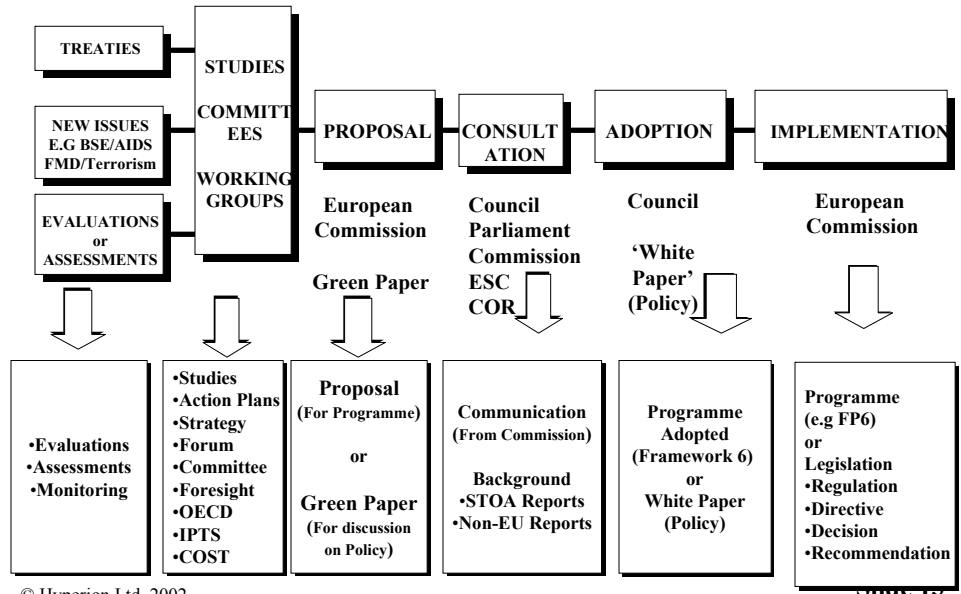 TREATIES
NEW ISSUES
E.G BSE/AIDS
FMD/Terrorism
EVALUATIONS
or
ASSESSMENTS
STUDIES
COMMITT
EES
WORKING
GROUPS
PROPOSAL
European
Commission
Green Paper
CONSULT
ATION
Council
Parliament
Commission
ESC
COR
ADOPTION
Council
‘White
Paper’
(Policy)
IMPLEMENTATION
European
Commission
•Evaluations
•Assessments
•Monitoring
•Studies
•Action Plans
•Strategy
•Forum
•Committee
•Foresight
•OECD
•IPTS
•COST
Proposal
(For Programme)
or
Green Paper
(For discussion
on Policy)
Communication
(From Commission)
Background
•STOA Reports
•Non-EU Reports
Programme
Adopted
(Framework 6)
or
White Paper
(Policy)
Programme
(e.g FP6)
or
Legislation
•Regulation
•Directive
•Decision
•Recommendation
© Hyperion Ltd. 2002